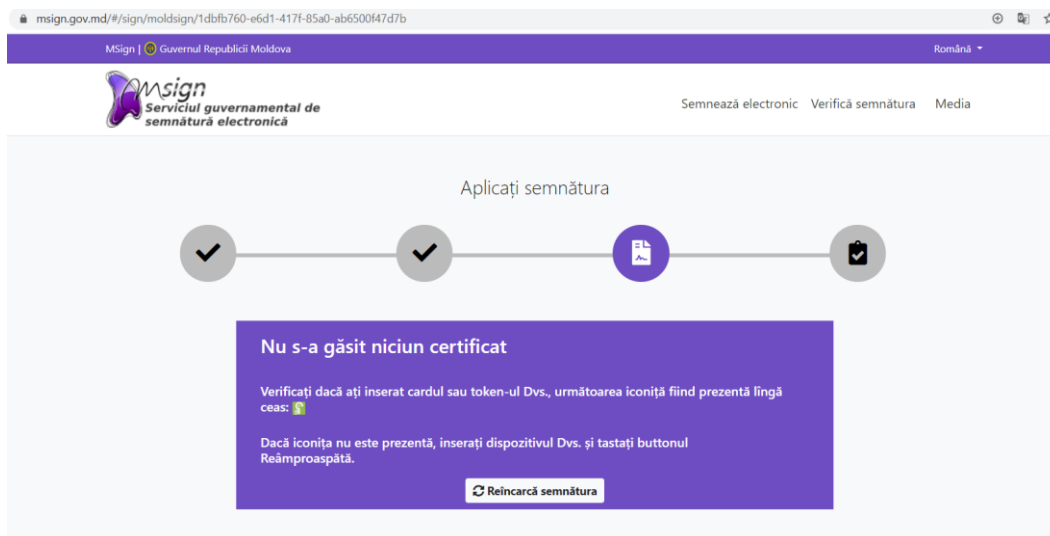 msign.gov.md/#/sign/moldsign/1dbfb760-e6d1-417f-85a0-ab6500f47d7b
MSign | Guvernul Republicii Moldova
Română
Msign
Serviciul guvernamental de
semnătură electronică
Semnează electronic Verifică semnătura Media
Aplicați semnătura
Nu s-a găsit niciun certificat
Verificați dacă ați inserat cardul sau token-ul Dvs., următoarea iconiță fiind prezentă lîngă
ceas:
Dacă iconița nu este prezentă, inserați dispozitivul Dvs. și tastați buttonul
Reâmproaspătă.
Reîncarcă semnătura